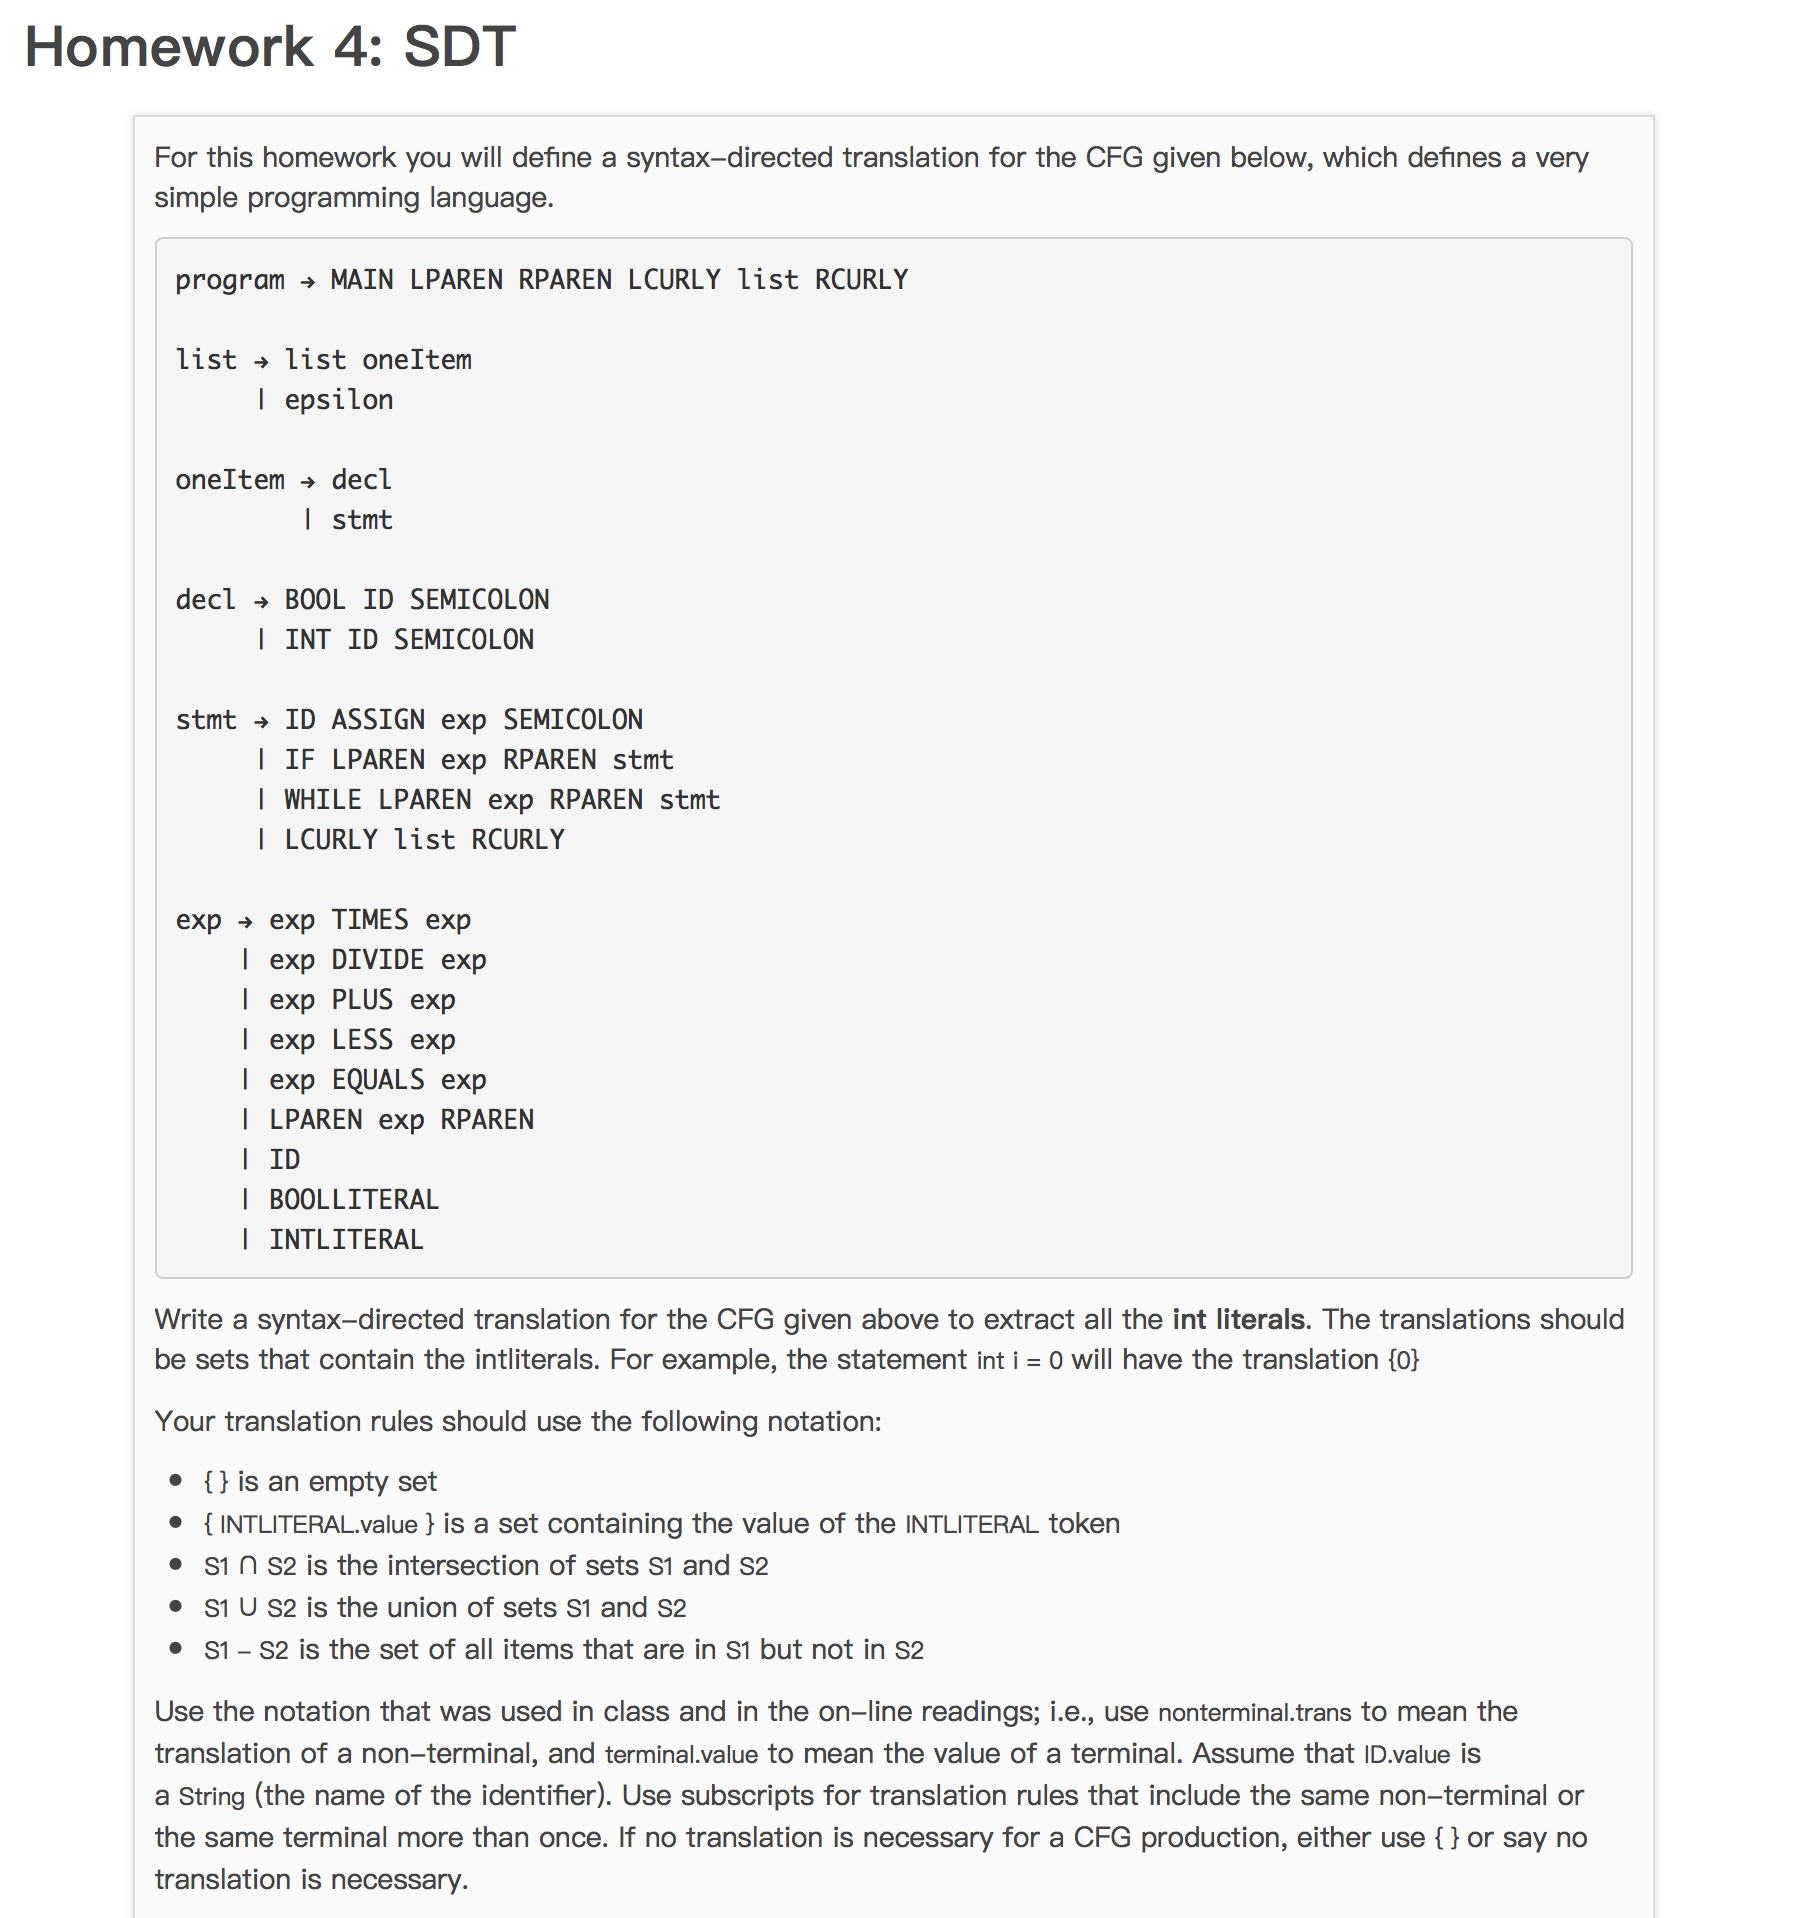 Homework 4: SDT
For this homework you will define a syntax-directed translation for the CFG given below, which defines a very
simple programming language.
program → MAIN LPAREN RPAREN LCURLY list RCURLY
list → list oneItem
| epsilon
oneItem → decl
| stmt
decl → BOOL ID SEMICOLON
| INT ID SEMICOLON
stmt → ID ASSIGN exp SEMICOLON
| IF LPAREN exp RPAREN stmt
| WHILE LPAREN exp RPAREN stmt
| LCURLY list RCURLY
exp → exp TIMES exp
| exp DIVIDE exp
| exp PLUS exp
| exp LESS exp
| exp EQUALS exp
| LPAREN exp RPAREN
| ID
| BOOLLITERAL
| INTLITERAL
Write a syntax-directed translation for the CFG given above to extract all the int literals. The translations should
be sets that contain the intliterals. For example, the statement int i = 0 will have the translation {0}
Your translation rules should use the following notation:
• { } is an empty set
• { INTLITERAL.value } is a set containing the value of the INTLITERAL token
• S1 ∩ S2 is the intersection of sets S1 and S2
• S1 ∪ S2 is the union of sets S1 and S2
• S1 – S2 is the set of all items that are in S1 but not in S2
Use the notation that was used in class and in the on-line readings; i.e., use nonterminal.trans to mean the
translation of a non-terminal, and terminal.value to mean the value of a terminal. Assume that ID.value is
a String (the name of the identifier). Use subscripts for translation rules that include the same non-terminal or
the same terminal more than once. If no translation is necessary for a CFG production, either use { } or say no
translation is necessary.